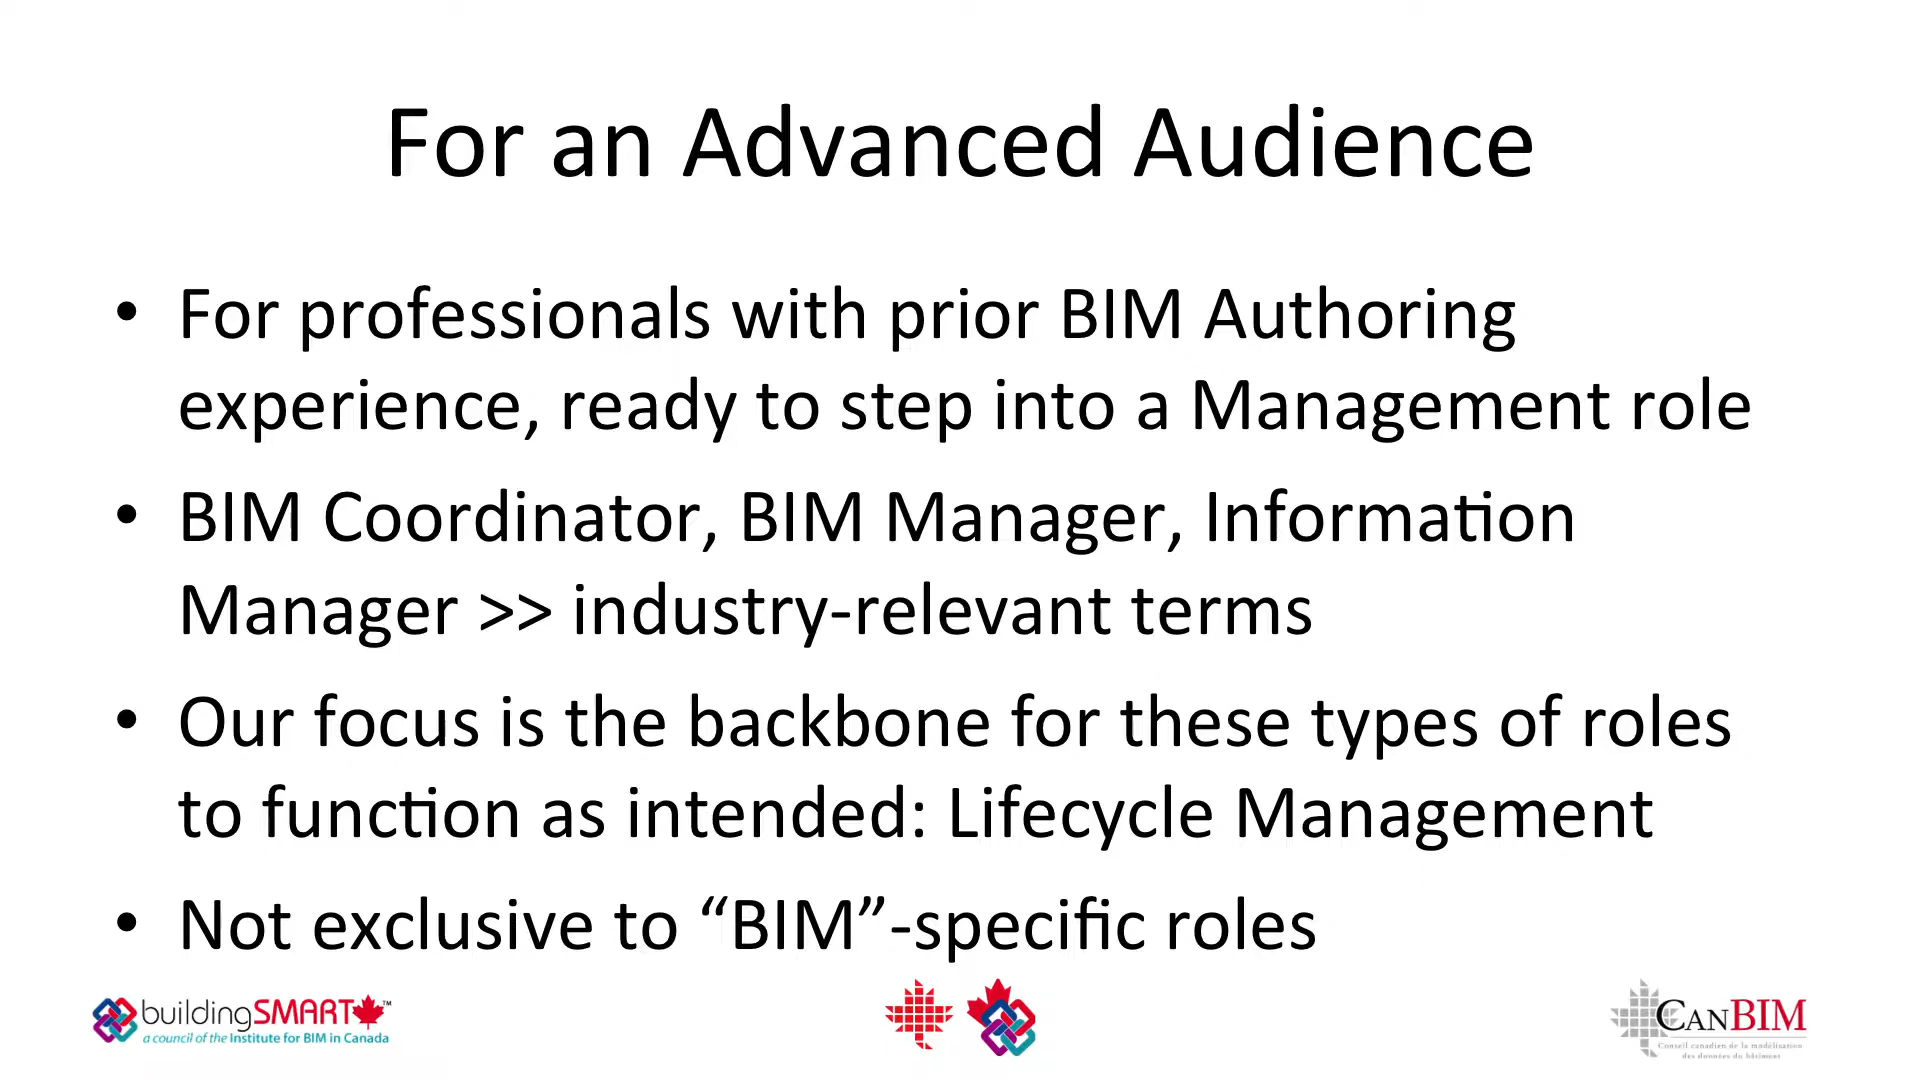 For an Advanced Audience
• For professionals with prior BIM Authoring
experience, ready to step into a Management role
• BIM Coordinator, BIM Manager, Information
Manager >> industry-relevant terms
• Our focus is the backbone for these types of roles
to function as intended: Lifecycle Management
• Not exclusive to “BIM”-specific roles
buildingSMART™
a council of the Institute for BIM in Canada
CANBIM
Conseil canadien de la modélisation
des données du bâtiment